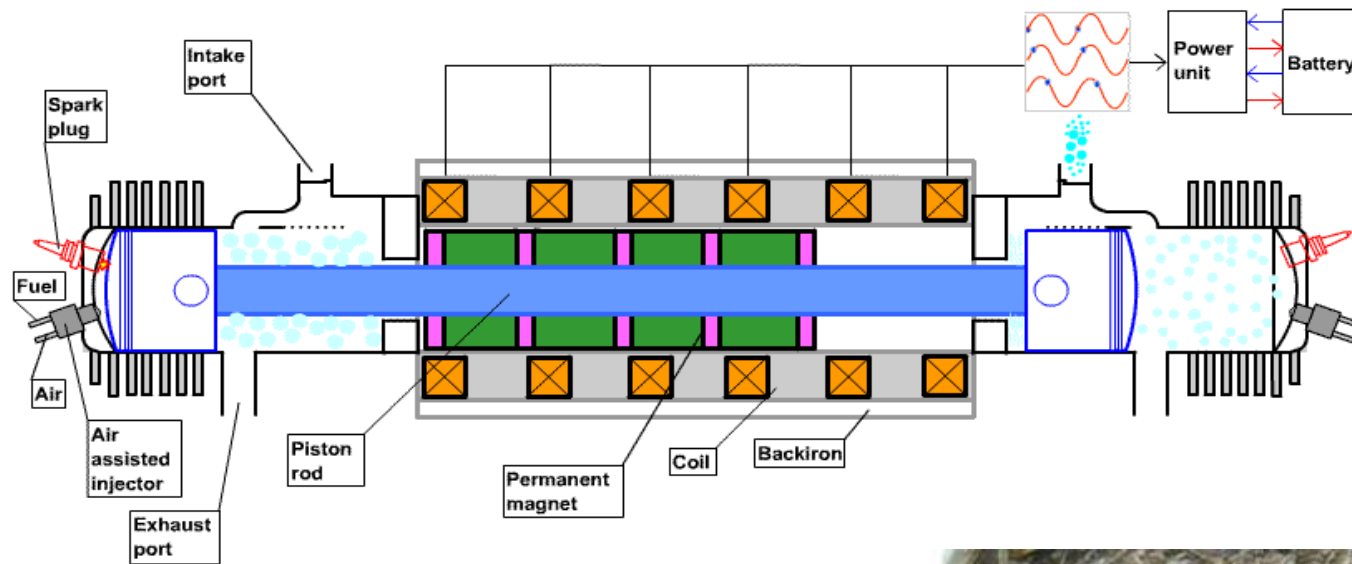 Intake
port
Power
unit
Battery
Spark
plug
Fuel
Air
Air
assisted
injector
Exhaust
port
Piston
rod
Permanent
magnet
Coil
Backiron